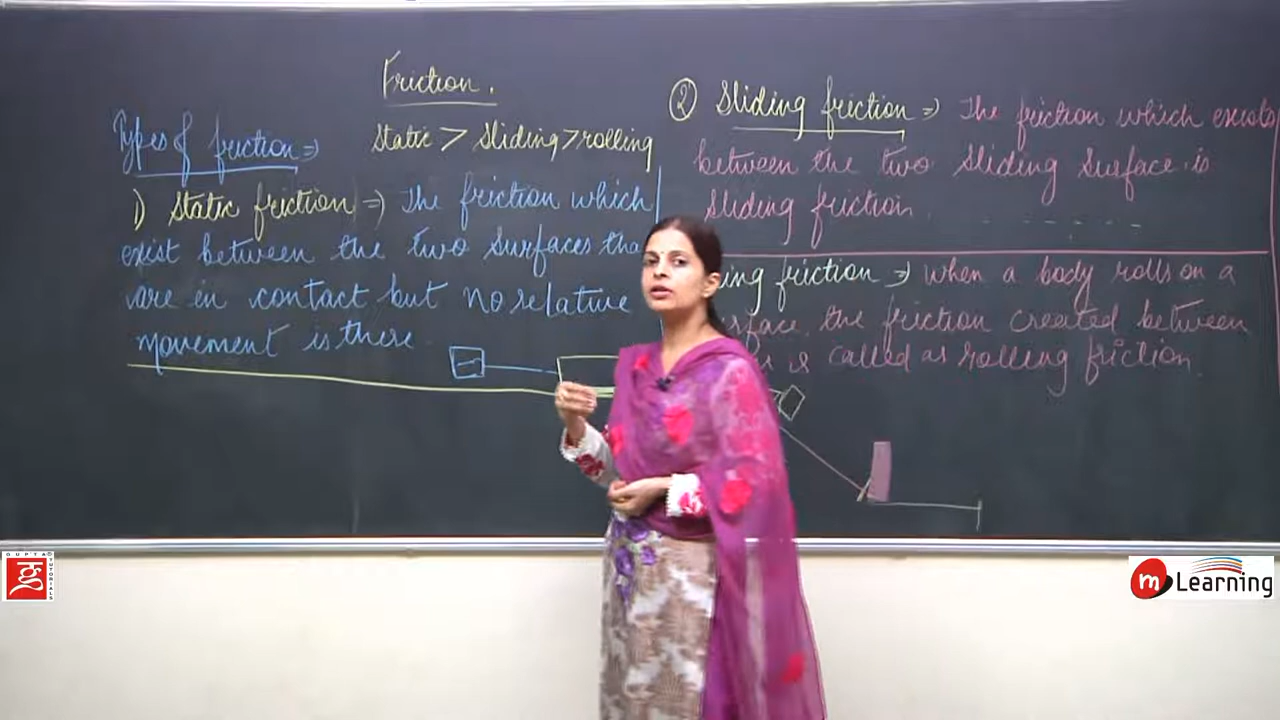 Friction.
Static > Sliding > rolling
Types of friction ⇒
1) Static friction ⇒ The friction which
exist between the two surfaces tha
are in contact but no relative
movement is there.
② Sliding friction ⇒ The friction which exists
between the two sliding surface is
sliding friction.
ing friction ⇒ when a body rolls on a
rface, the friction created between
is called as rolling friction.
GUPTA
TUTORIALS
m Learning